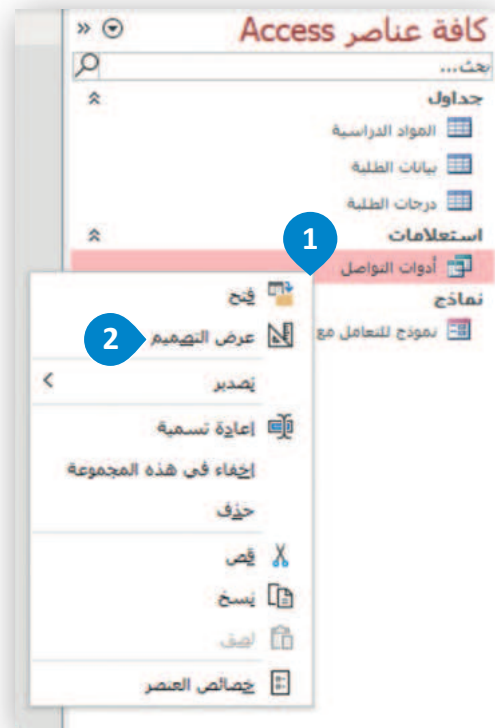 كافة عناصر Access
بحث...
جداول
المواد الدراسية
بيانات الطلبة
درجات الطلبة
استعلامات
1
أدوات التواصل
نماذج
نموذج للتعامل مع
فتح
2
عرض التصميم
تصدير
إعادة تسمية
إخفاء في هذه المجموعة
حذف
قص
نسخ
لصق
خصائص العنصر